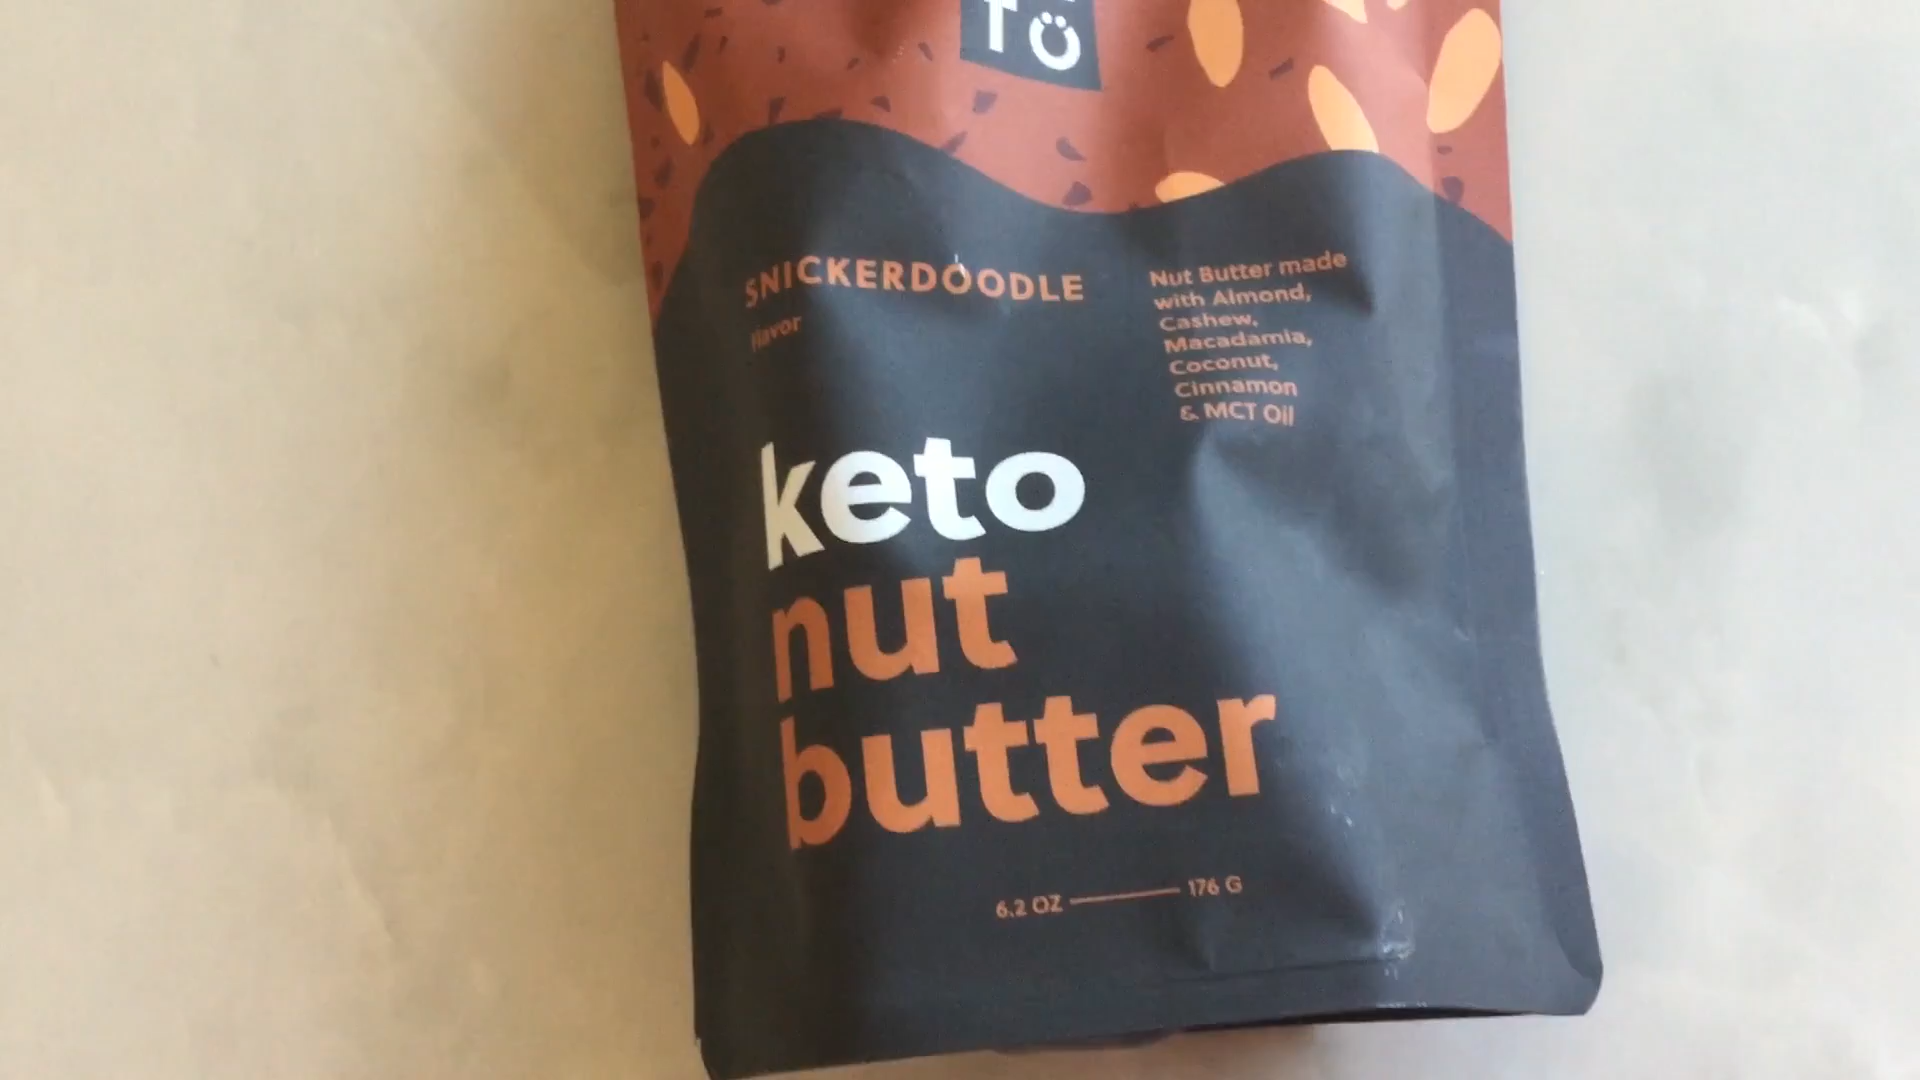 TÖ
SNICKERDOODLE
flavor
Nut Butter made
with Almond,
Cashew,
Macadamia,
Coconut,
Cinnamon
& MCT Oil
keto
nut
butter
6.2 OZ
176 G